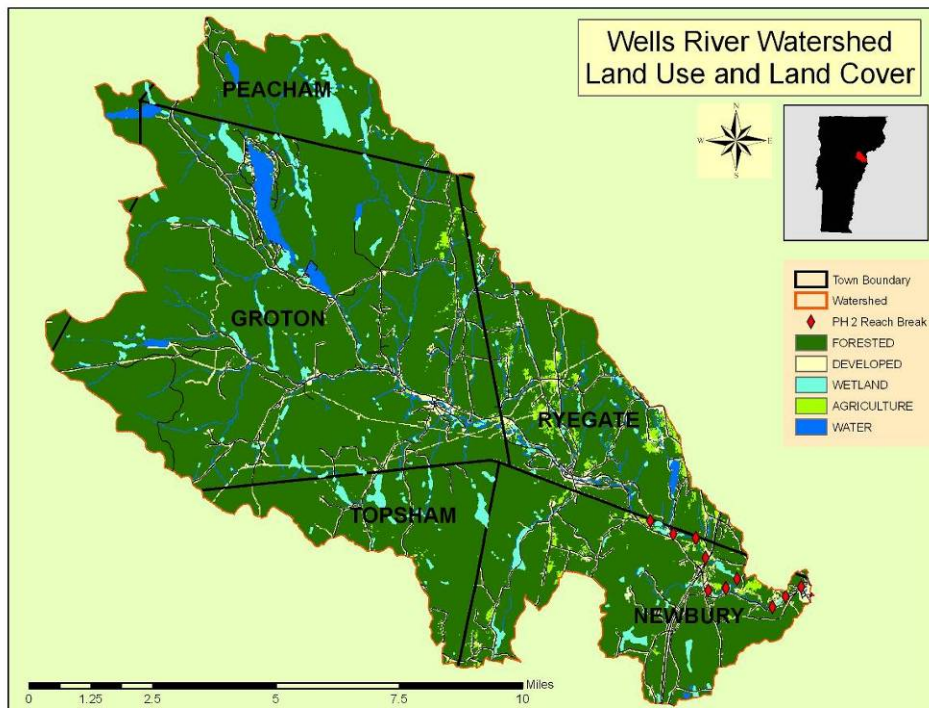 Wells River Watershed
Land Use and Land Cover
N
W
E
S
PEACHAM
GROTON
RYEGATE
TOPSHAM
NEWBURY
Town Boundary
Watershed
PH 2 Reach Break
FORESTED
DEVELOPED
WETLAND
AGRICULTURE
WATER
Miles
0 1.25 2.5 5 7.5 10